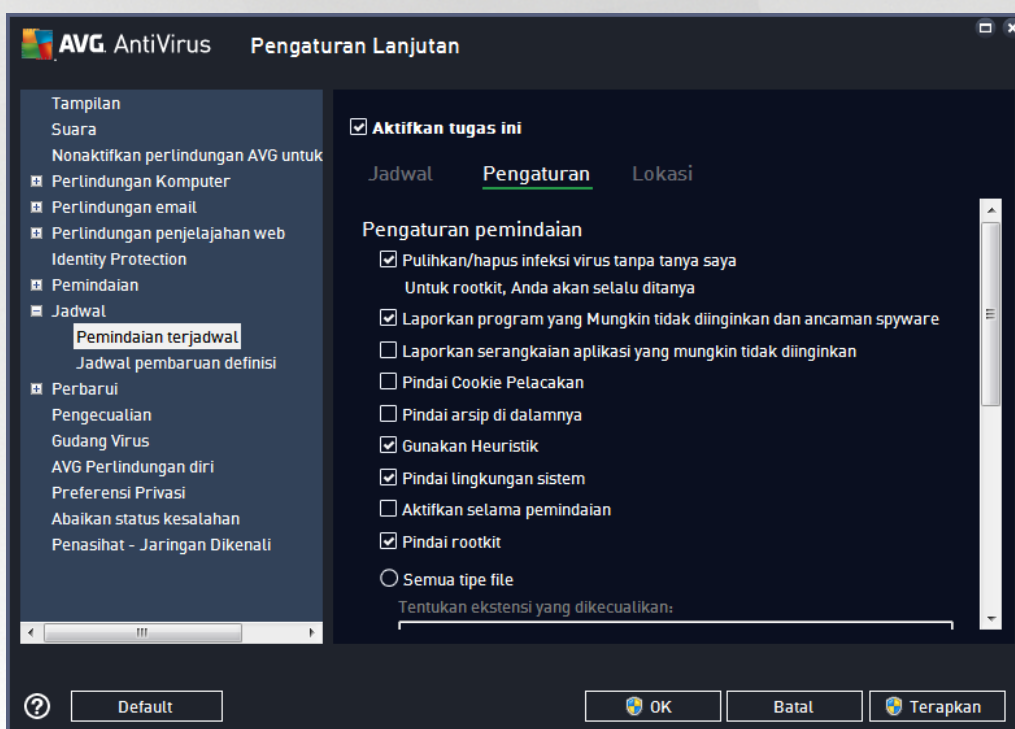 AVG. AntiVirus Pengaturan Lanjutan
Tampilan
Suara
Nonaktifkan perlindungan AVG untuk
Perlindungan Komputer
Perlindungan email
Perlindungan penjelajahan web
Identity Protection
Pemindaian
Jadwal
Pemindaian terjadwal
Jadwal pembaruan definisi
Perbarui
Pengecualian
Gudang Virus
AVG Perlindungan diri
Preferensi Privasi
Abaikan status kesalahan
Penasihat - Jaringan Dikenali
Aktifkan tugas ini
Jadwal Pengaturan Lokasi
Pengaturan pemindaian
Pulihkan/hapus infeksi virus tanpa tanya saya
Untuk rootkit, Anda akan selalu ditanya
Laporkan program yang Mungkin tidak diinginkan dan ancaman spyware
Laporkan serangkaian aplikasi yang mungkin tidak diinginkan
Pindai Cookie Pelacakan
Pindai arsip di dalamnya
Gunakan Heuristik
Pindai lingkungan sistem
Aktifkan selama pemindaian
Pindai rootkit
Semua tipe file
Tentukan ekstensi yang dikecualikan:
? Default OK Batal Terapkan